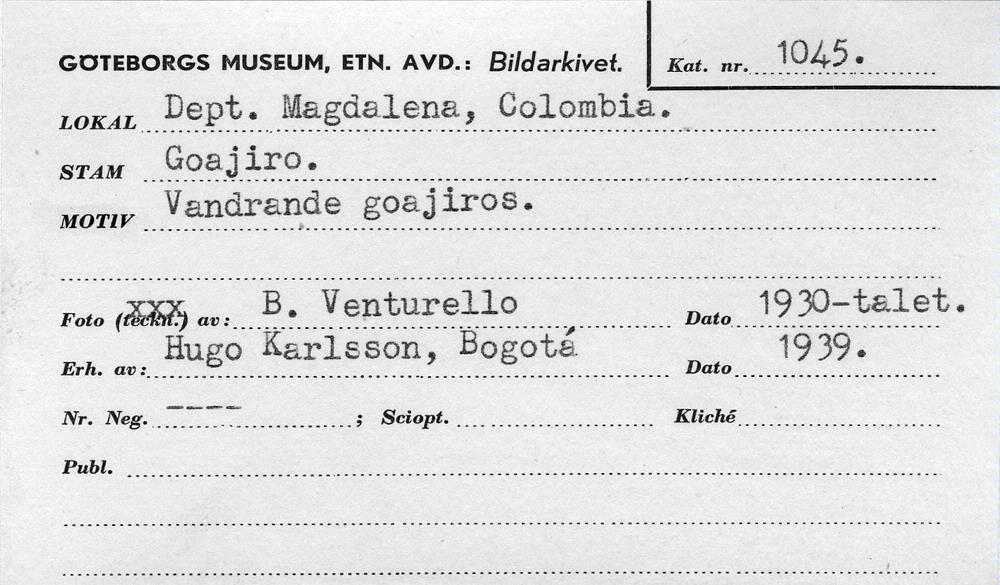 GÖTEBORGS MUSEUM, ETN. AVD.: Bildarkivet. Kat. nr. 1045.
LOKAL Dept. Magdalena, Colombia.
STAM Goajiro.
MOTIV Vandrande goajiros.
Foto (teckn.) av: B. Venturello Dato 1930-talet.
Erh. av: Hugo Karlsson, Bogotá Dato 1939.
Nr. Neg. ---- ; Sciopt. Kliché
Publ.